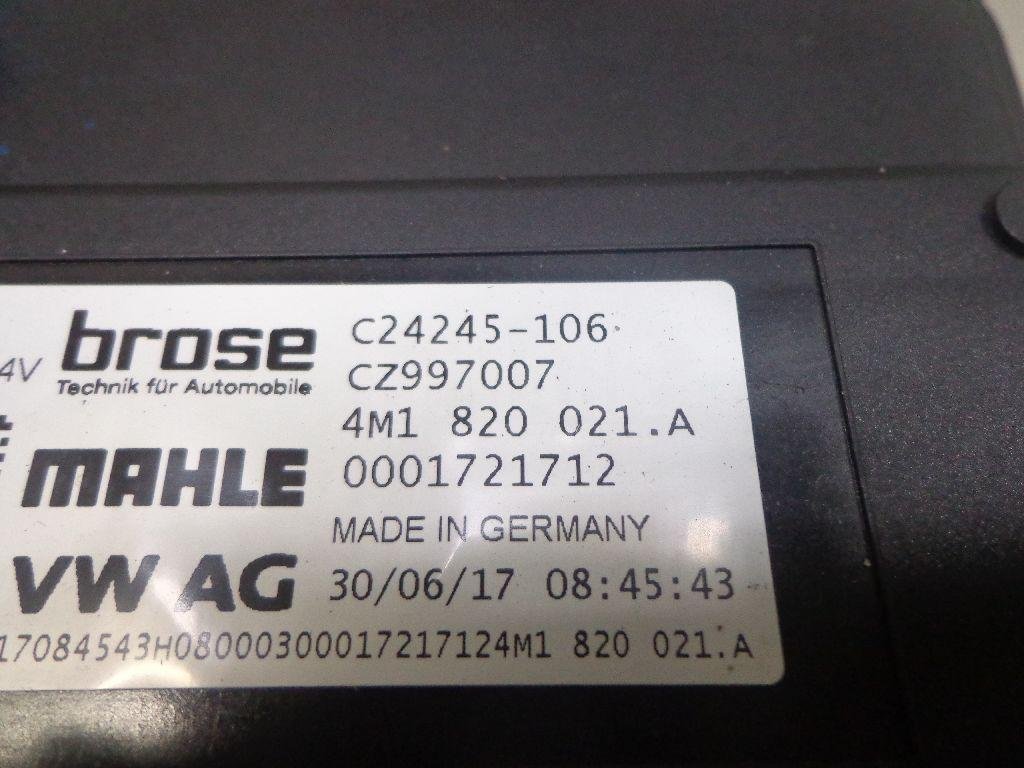 4V brose C24245-106
Technik für Automobile CZ997007
4M1 820 021.A
MAHLE 0001721712
MADE IN GERMANY
VW AG 30/06/17 08:45:43
17084543H08000300017217124M1 820 021.A